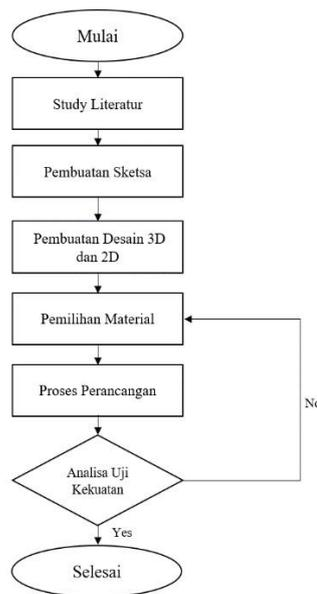 Mulai
Study Literatur
Pembuatan Sketsa
Pembuatan Desain 3D
dan 2D
Pemilihan Material
Proses Perancangan
No
Analisa Uji
Kekuatan
Yes
Selesai